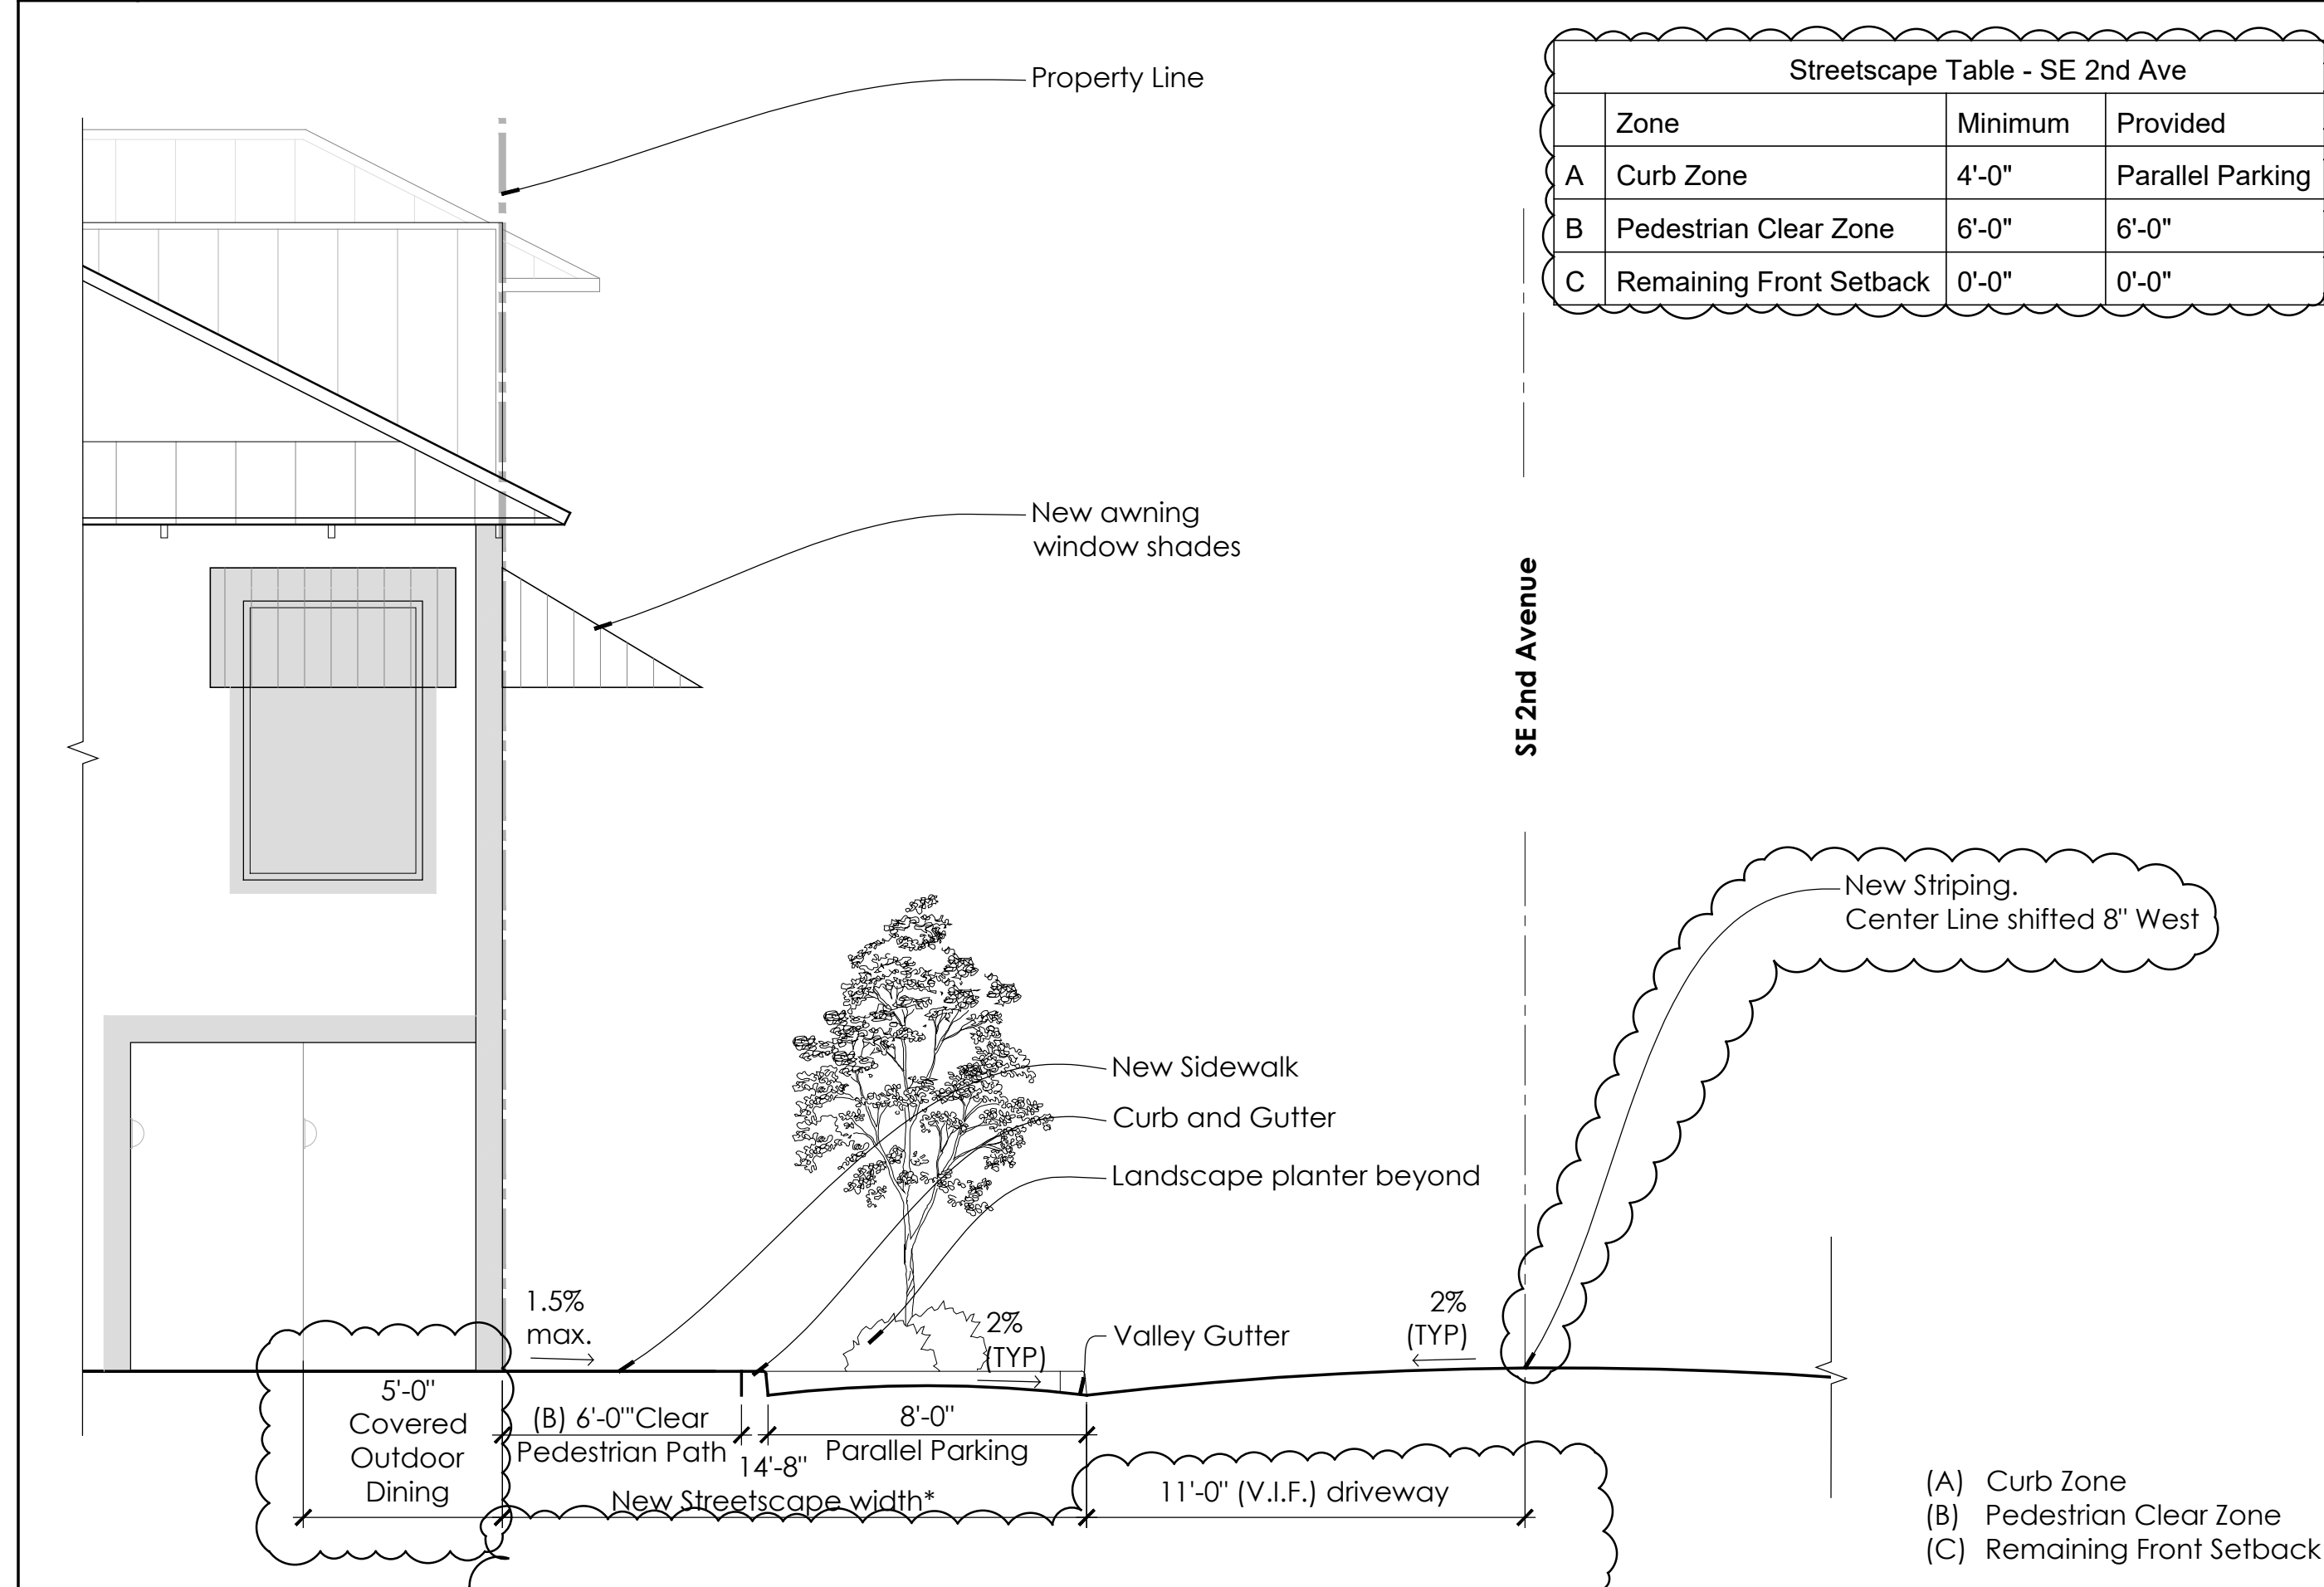 Property Line
Streetscape Table - SE 2nd Ave
Zone Minimum Provided
A Curb Zone 4'-0" Parallel Parking
B Pedestrian Clear Zone 6'-0" 6'-0"
C Remaining Front Setback 0'-0" 0'-0"
New awning
window shades
SE 2nd Avenue
New Striping.
Center Line shifted 8" West
New Sidewalk
Curb and Gutter
Landscape planter beyond
1.5%
max.
2%
(TYP)
Valley Gutter
2%
(TYP)
5'-0"
Covered
Outdoor
Dining
(B) 6'-0"'Clear
Pedestrian Path
8'-0"
Parallel Parking
14'-8"
New Streetscape width*
11'-0" (V.I.F.) driveway
(A) Curb Zone
(B) Pedestrian Clear Zone
(C) Remaining Front Setback